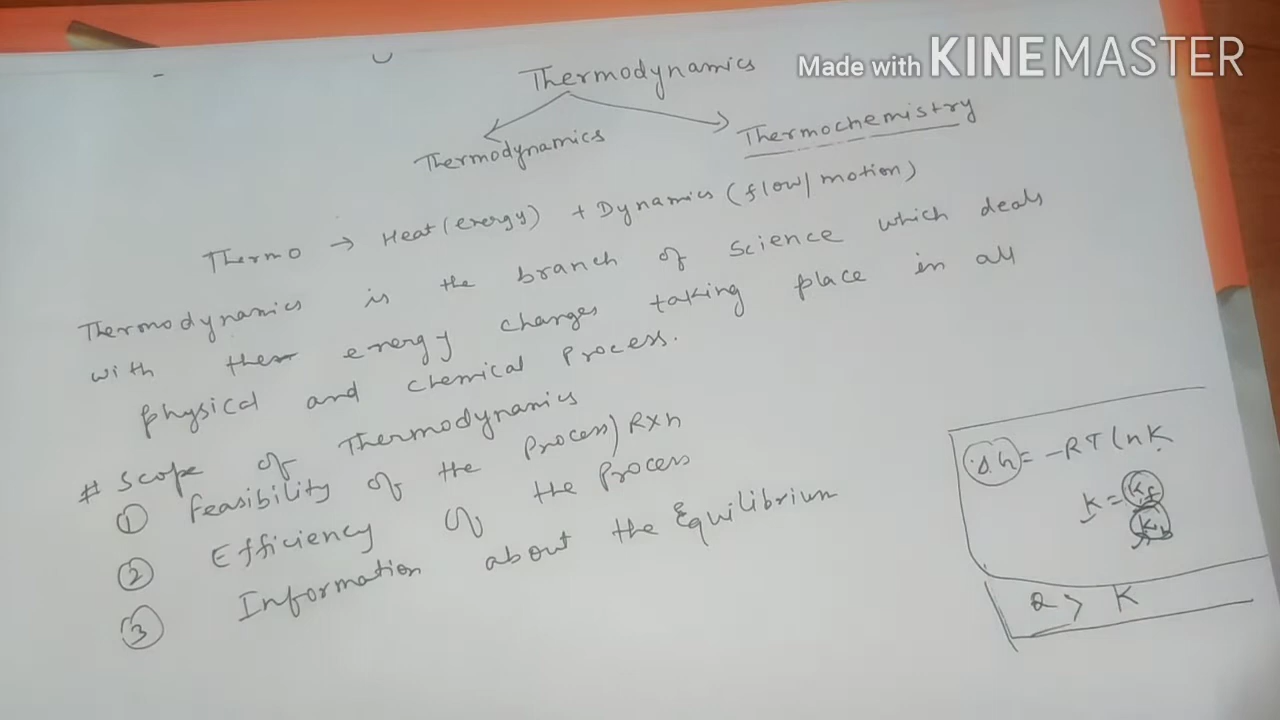 Made with KINEMASTER
Thermodynamics
Thermodynamics Thermochemistry
Thermo → Heat (energy) + Dynamics (flow/motion)
Thermodynamics is the branch of science which deals
with the energy changes taking place in all
physical and chemical process.
# Scope of Thermodynamics
① Feasibility of the process/Rxn
② Efficiency of the process
③ Information about the Equilibrium
= -RT ln K
K = Kf
Kb
Q > K